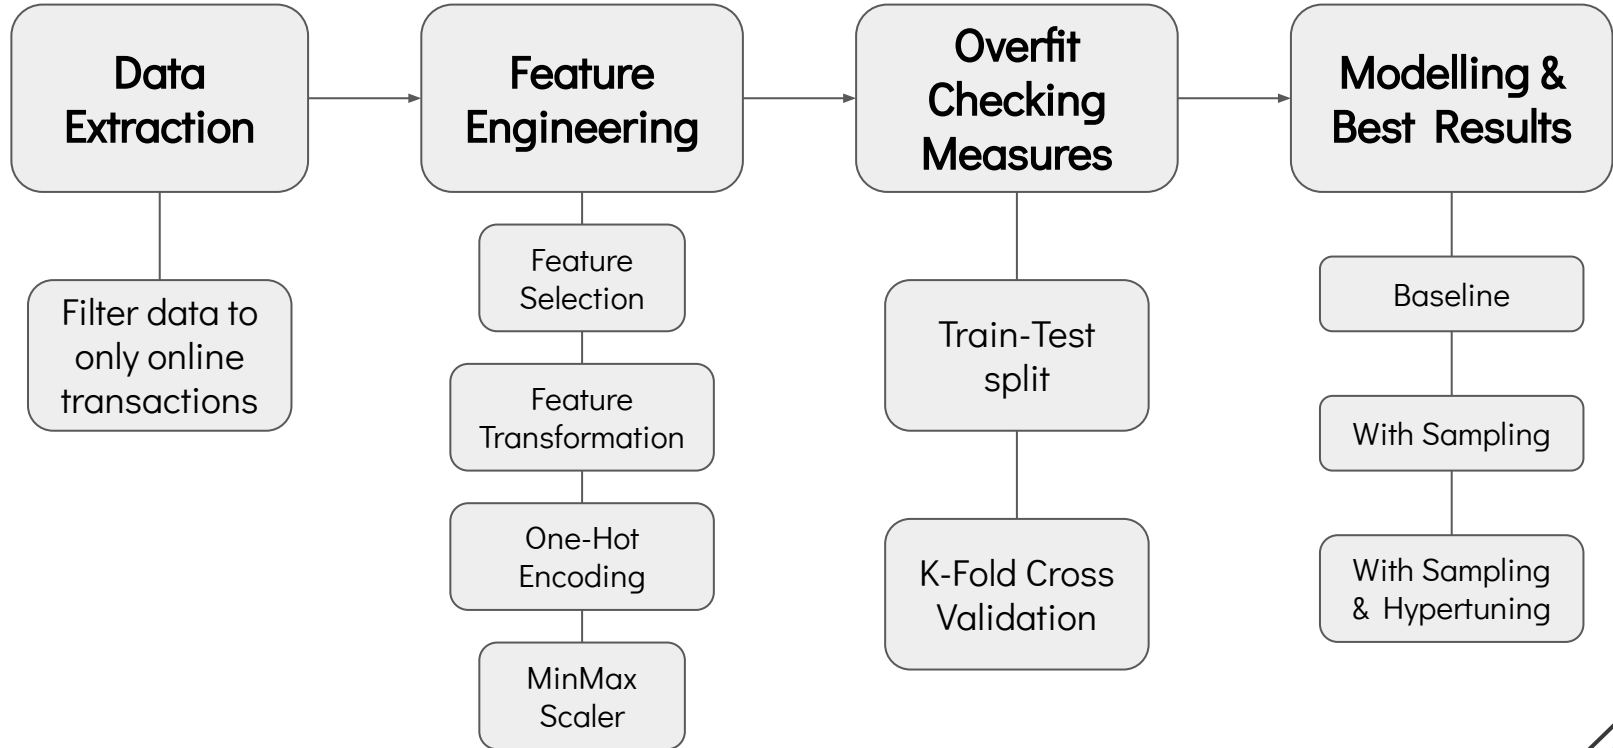 Data
Extraction
Filter data to
only online
transactions
Feature
Engineering
Feature
Selection
Feature
Transformation
One-Hot
Encoding
MinMax
Scaler
Overfit
Checking
Measures
Train-Test
split
K-Fold Cross
Validation
Modelling &
Best Results
Baseline
With Sampling
With Sampling
& Hypertuning